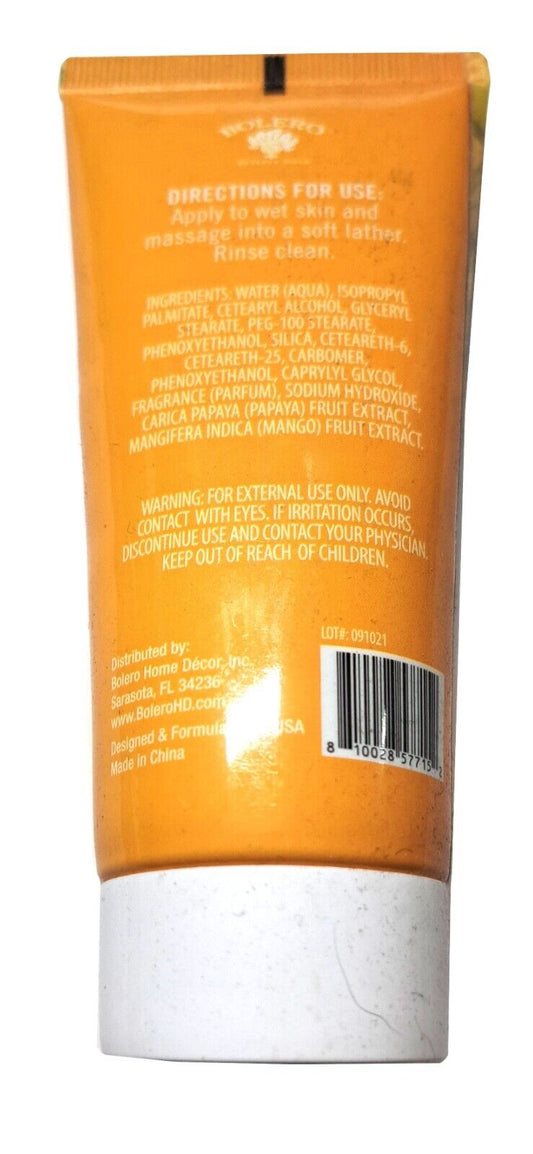 BOLERO
DIRECTIONS FOR USE:
Apply to wet skin and
massage into a soft lather.
Rinse clean.
INGREDIENTS: WATER (AQUA), ISOPROPYL
PALMITATE, CETEARYL ALCOHOL, GLYCERYL
STEARATE, PEG-100 STEARATE,
PHENOXYETHANOL, SILICA, CETEARETH-6,
CETEARETH-25, CARBOMER,
PHENOXYETHANOL, CAPRYLYL GLYCOL,
FRAGRANCE (PARFUM), SODIUM HYDROXIDE,
CARICA PAPAYA (PAPAYA) FRUIT EXTRACT,
MANGIFERA INDICA (MANGO) FRUIT EXTRACT.
WARNING: FOR EXTERNAL USE ONLY. AVOID
CONTACT WITH EYES. IF IRRITATION OCCURS,
DISCONTINUE USE AND CONTACT YOUR PHYSICIAN.
KEEP OUT OF REACH OF CHILDREN.
LOT#: 091021
Distributed by:
Bolero Home Décor, Inc.
Sarasota, FL 34236
www.BoleroHD.com
Designed & Formula USA
Made in China
8 10028 57715 2